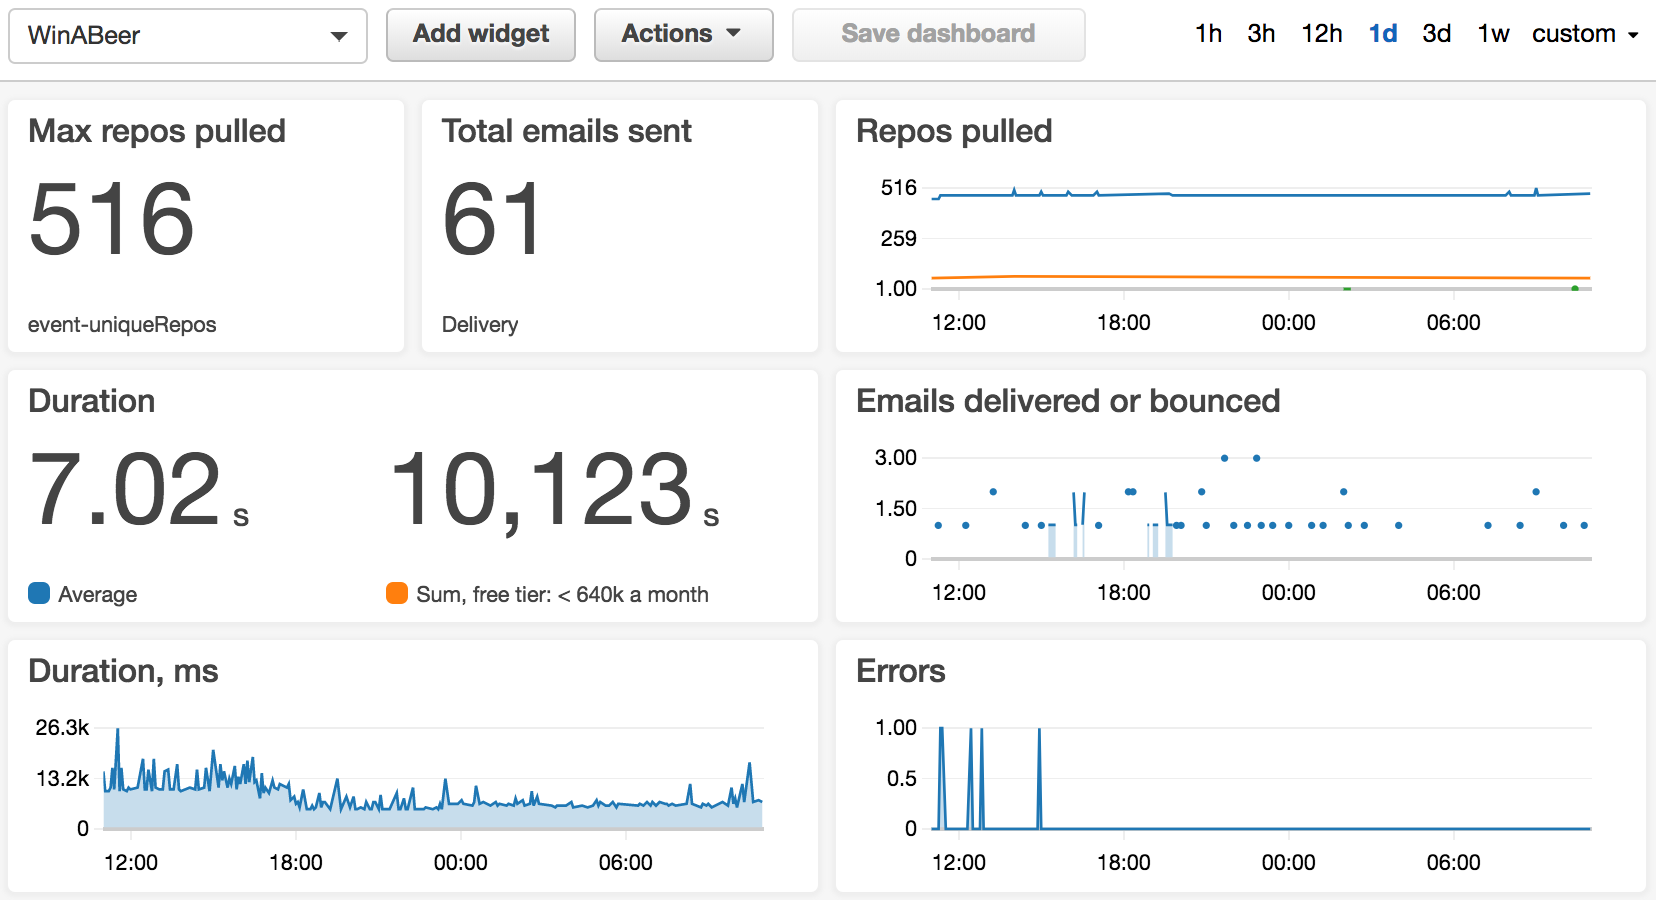 WinABeer Add widget Actions Save dashboard 1h 3h 12h 1d 3d 1w custom
Max repos pulled
516
event-uniqueRepos
Total emails sent
61
Delivery
Repos pulled
516
259
1.00
12:00 18:00 00:00 06:00
Duration
7.02 s 10,123 s
Average Sum, free tier: < 640k a month
Emails delivered or bounced
3.00
1.50
0
12:00 18:00 00:00 06:00
Duration, ms
26.3k
13.2k
0
12:00 18:00 00:00 06:00
Errors
1.00
0.5
0
12:00 18:00 00:00 06:00